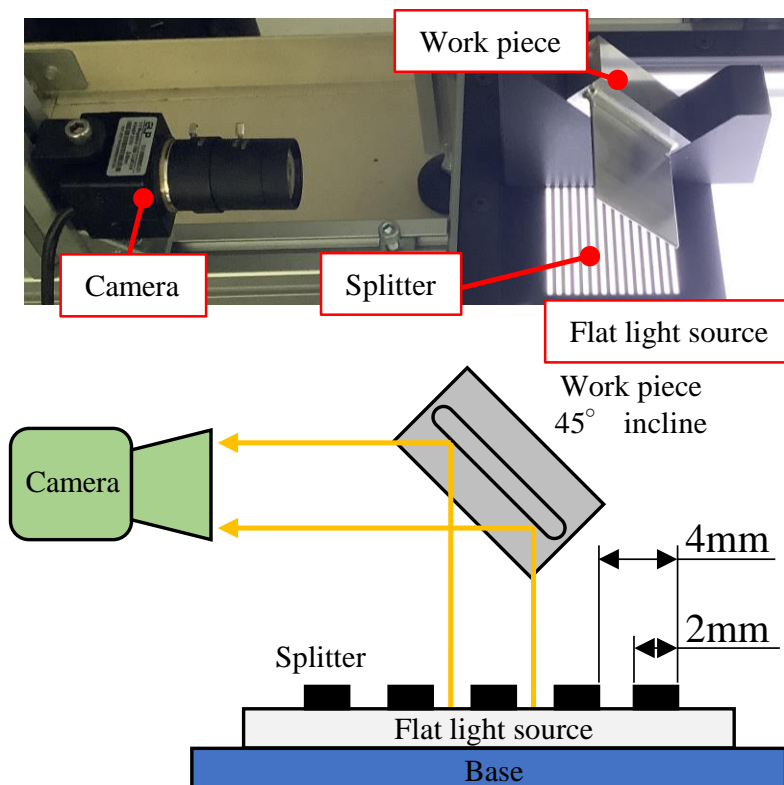 Work piece
Camera
Splitter
Flat light source
Work piece
45° incline
Camera
4mm
2mm
Splitter
Flat light source
Base